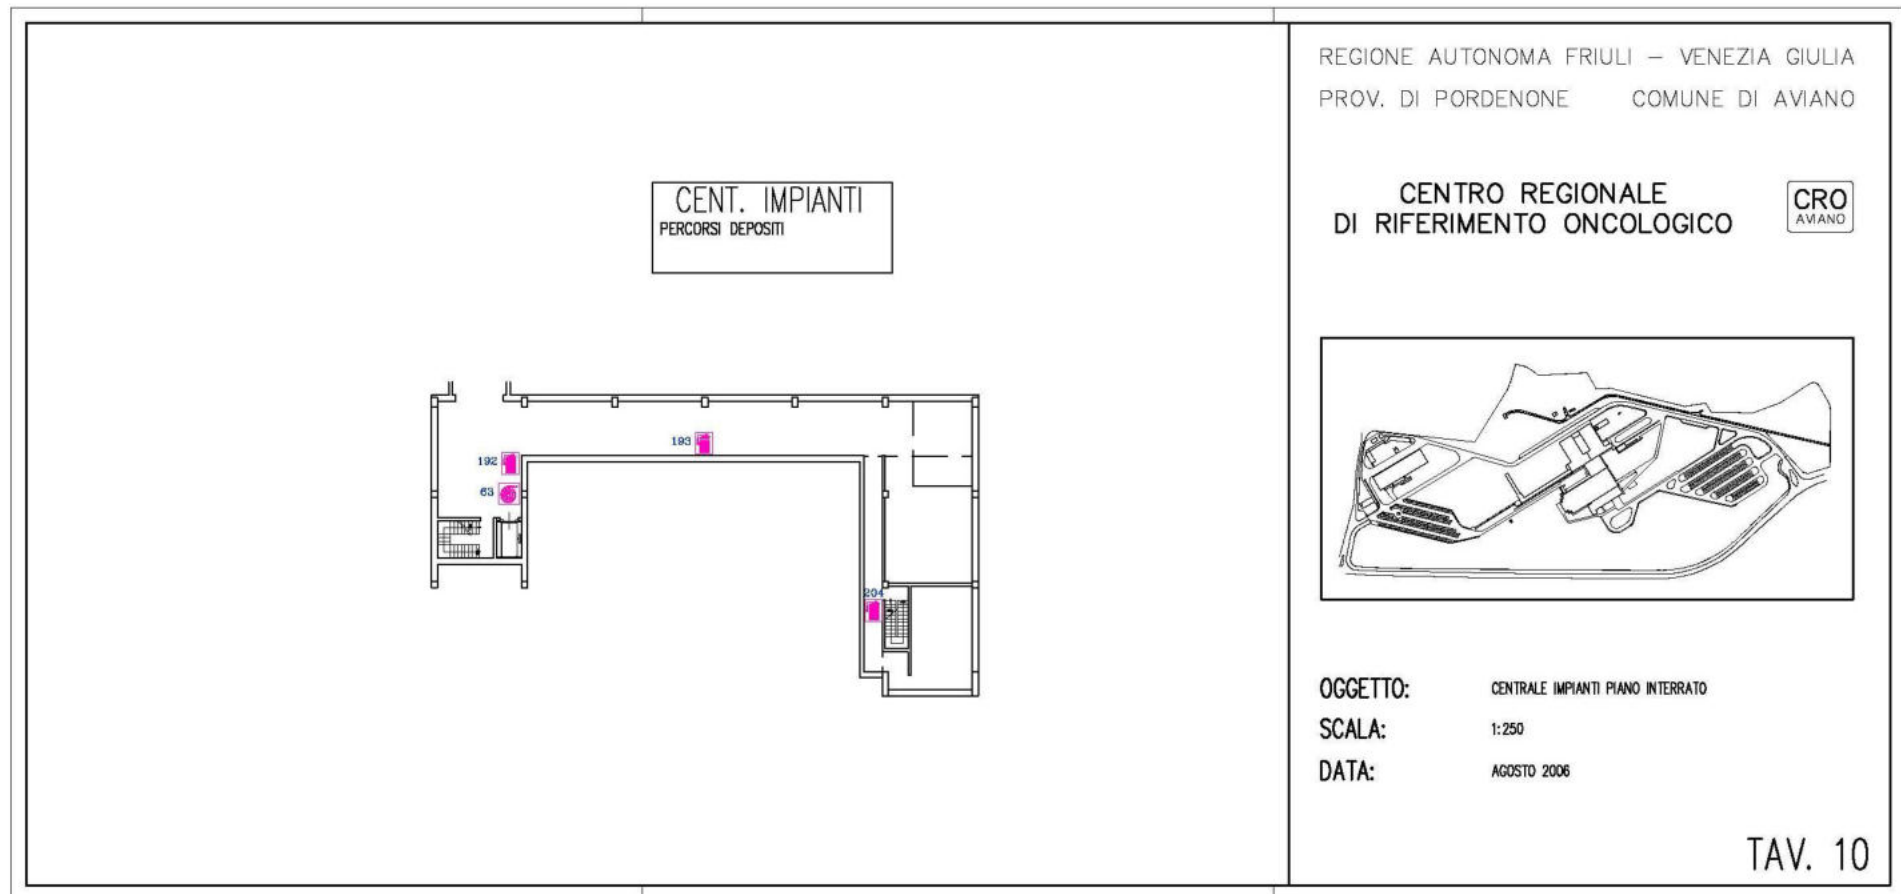 REGIONE AUTONOMA FRIULI – VENEZIA GIULIA
PROV. DI PORDENONE COMUNE DI AVIANO
CENTRO REGIONALE
DI RIFERIMENTO ONCOLOGICO
CRO
AVIANO
CENT. IMPIANTI
PERCORSI DEPOSITI
193
192
63
204
OGGETTO: CENTRALE IMPIANTI PIANO INTERRATO
SCALA: 1:250
DATA: AGOSTO 2006
TAV. 10